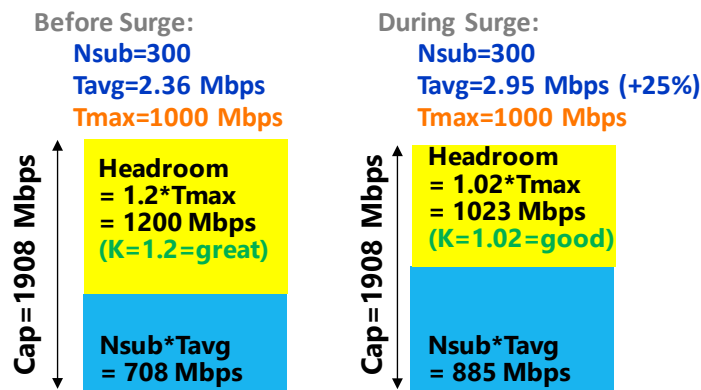 Before Surge:
Nsub=300
Tavg=2.36 Mbps
Tmax=1000 Mbps
Cap=1908 Mbps
Headroom
= 1.2*Tmax
= 1200 Mbps
(K=1.2=great)
Nsub*Tavg
= 708 Mbps
During Surge:
Nsub=300
Tavg=2.95 Mbps (+25%)
Tmax=1000 Mbps
Cap=1908 Mbps
Headroom
= 1.02*Tmax
= 1023 Mbps
(K=1.02=good)
Nsub*Tavg
= 885 Mbps